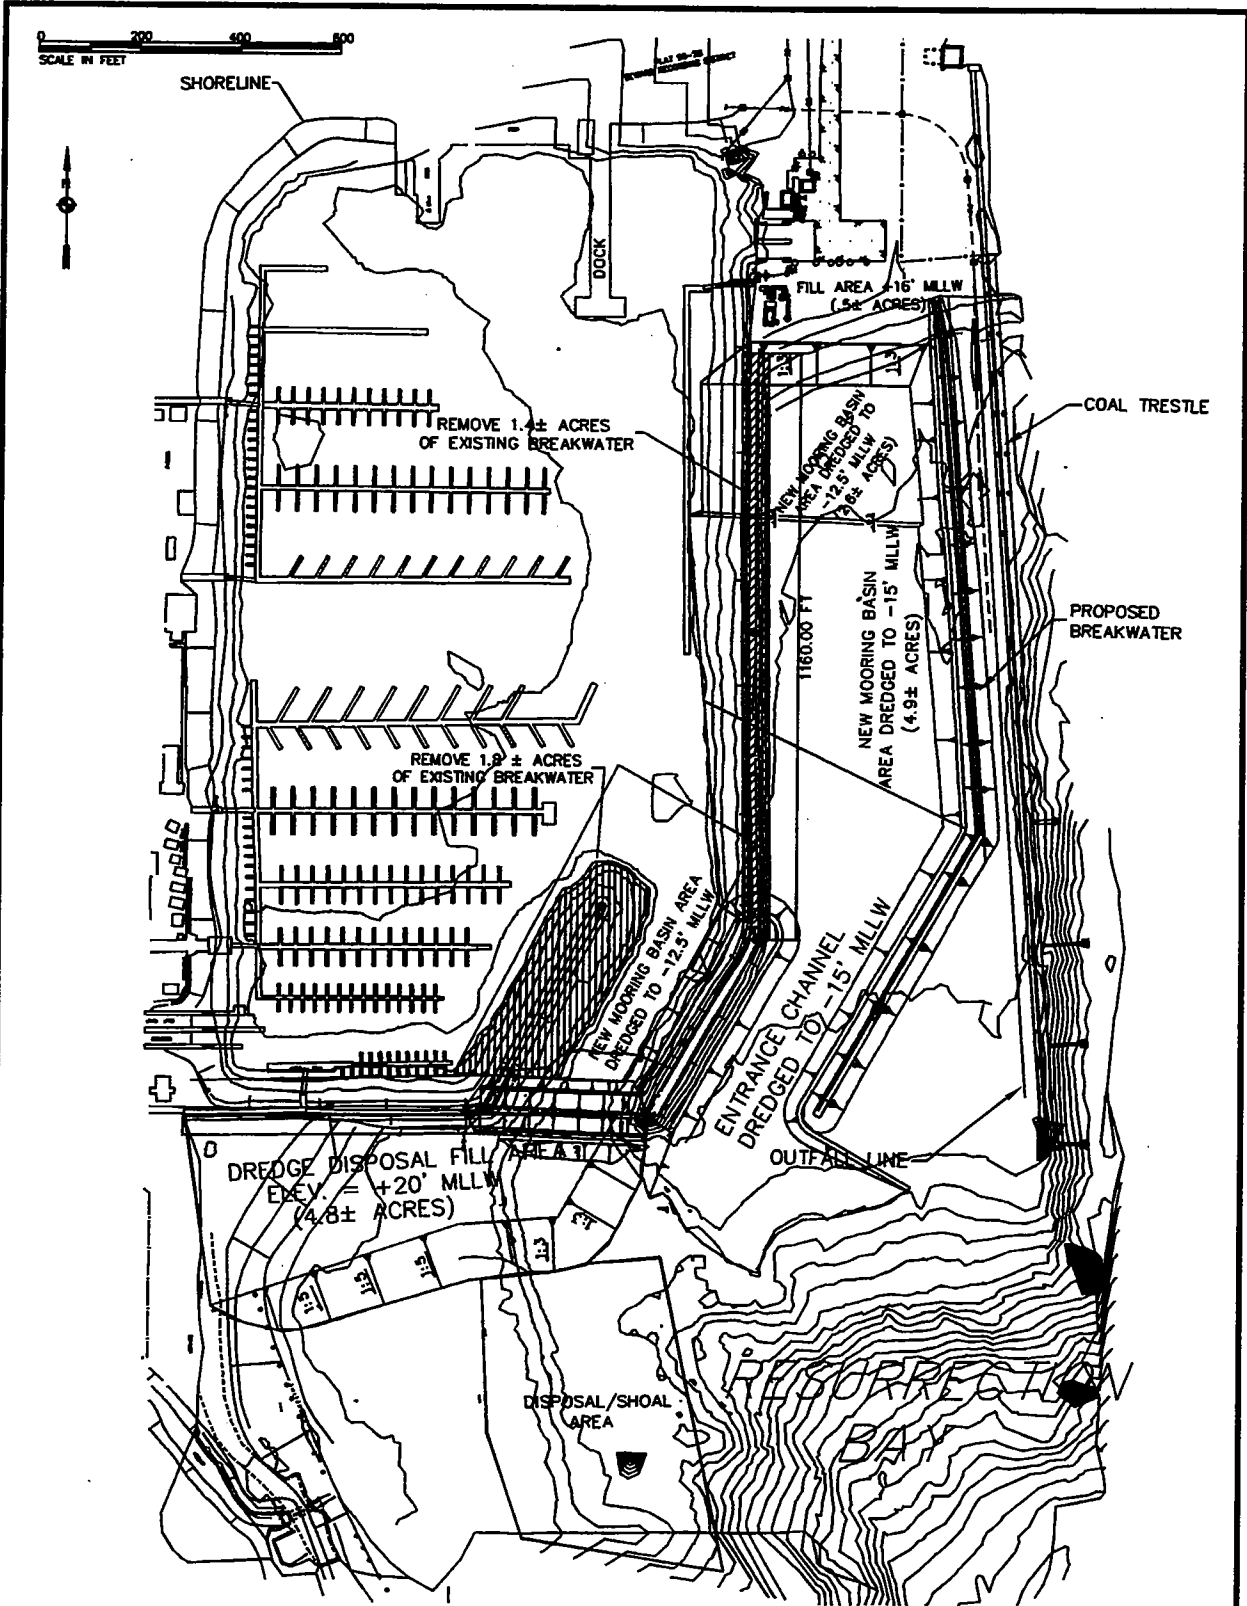 0 200 400 600
SCALE IN FEET
SHORELINE
DOCK
FILL AREA +16' MLLW
(.5± ACRES)
1:3
1:3
COAL TRESTLE
REMOVE 1.4± ACRES
OF EXISTING BREAKWATER
NEW MOORING BASIN
AREA DREDGED TO
-12.5' MLLW
(2.6± ACRES)
NEW MOORING BASIN
AREA DREDGED TO -15' MLLW
(4.9± ACRES)
1160.00 FT
PROPOSED
BREAKWATER
REMOVE 1.8 ± ACRES
OF EXISTING BREAKWATER
NEW MOORING BASIN AREA
DREDGED TO -12.5' MLLW
ENTRANCE CHANNEL
DREDGED TO -15' MLLW
OUTFALL LINE
DREDGE DISPOSAL FILL AREA
ELEV. = +20' MLLW
(4.8± ACRES)
1:3
1:3
1:5
1:5
1:5
DISPOSAL/SHOAL
AREA
RESURRECTION
BAY